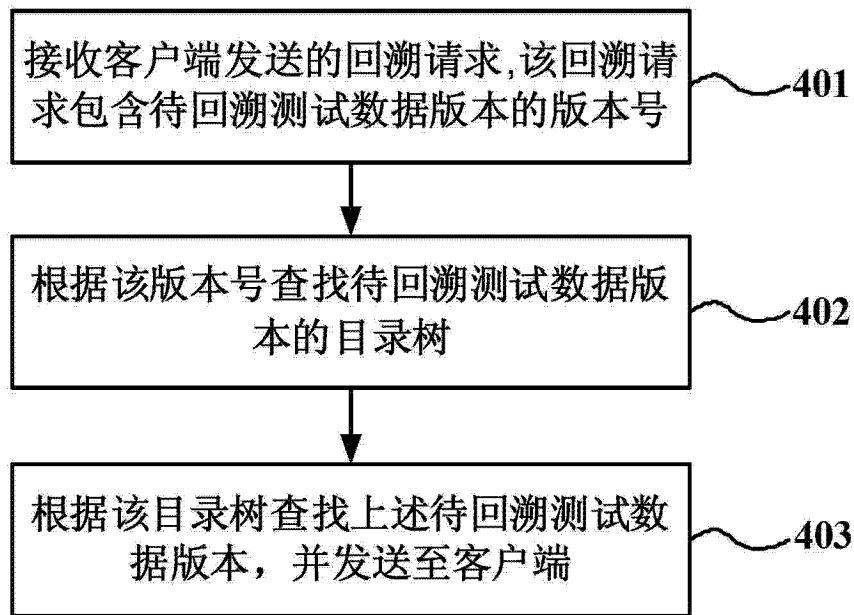 接收客户端发送的回溯请求,该回溯请
求包含待回溯测试数据版本的版本号
401
根据该版本号查找待回溯测试数据版
本的目录树
402
根据该目录树查找上述待回溯测试数
据版本，并发送至客户端
403